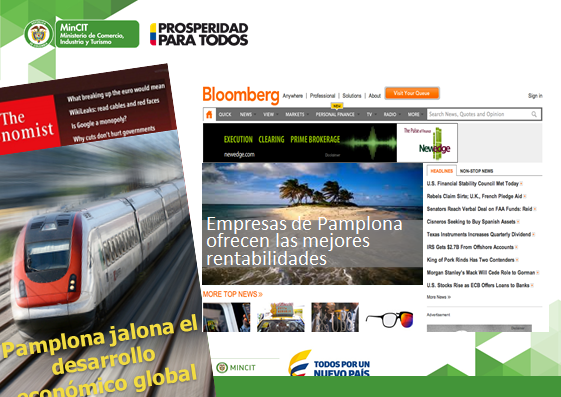 MinCIT
Ministerio de Comercio,
Industria y Turismo
PROSPERIDAD
PARA TODOS
The
nomist
What breaking up the euro would mean
WikiLeaks: read cables and red faces
Is Google a monopoly?
Why cuts don't hurt governments
Pamplona jalona el
desarrollo
económico global
Bloomberg
Anywhere | Professional | Solutions | About
Visit Your Queue
Sign in
NEW
QUICK NEWS VIEW MARKETS PERSONAL FINANCE TV RADIO MORE
Search News, Quotes and Opinion
EXECUTION CLEARING PRIME BROKERAGE
newedge.com
Newedge
Empresas de Pamplona
ofrecen las mejores
rentabilidades
HEADLINES NON-STOP NEWS
U.S. Financial Stability Council Met Today
Rebels Claim Sirte; U.K., French Pledge Aid
Senators Reach Verbal Deal on FAA Funds: Reid
Cisneros Seeking to Buy Spanish Assets
Texas Instruments Increases Quarterly Dividend
IRS Gets $2.7B From Offshore Accounts
King of Pork Rinds Has Two Contenders
Morgan Stanley's Mack Will Cede Role to Gorman
U.S. Stocks Rise as ECB Offers Loans to Banks
More News »
MORE TOP NEWS »
Advertisement
MINCIT
TODOS POR UN
NUEVO PAÍS